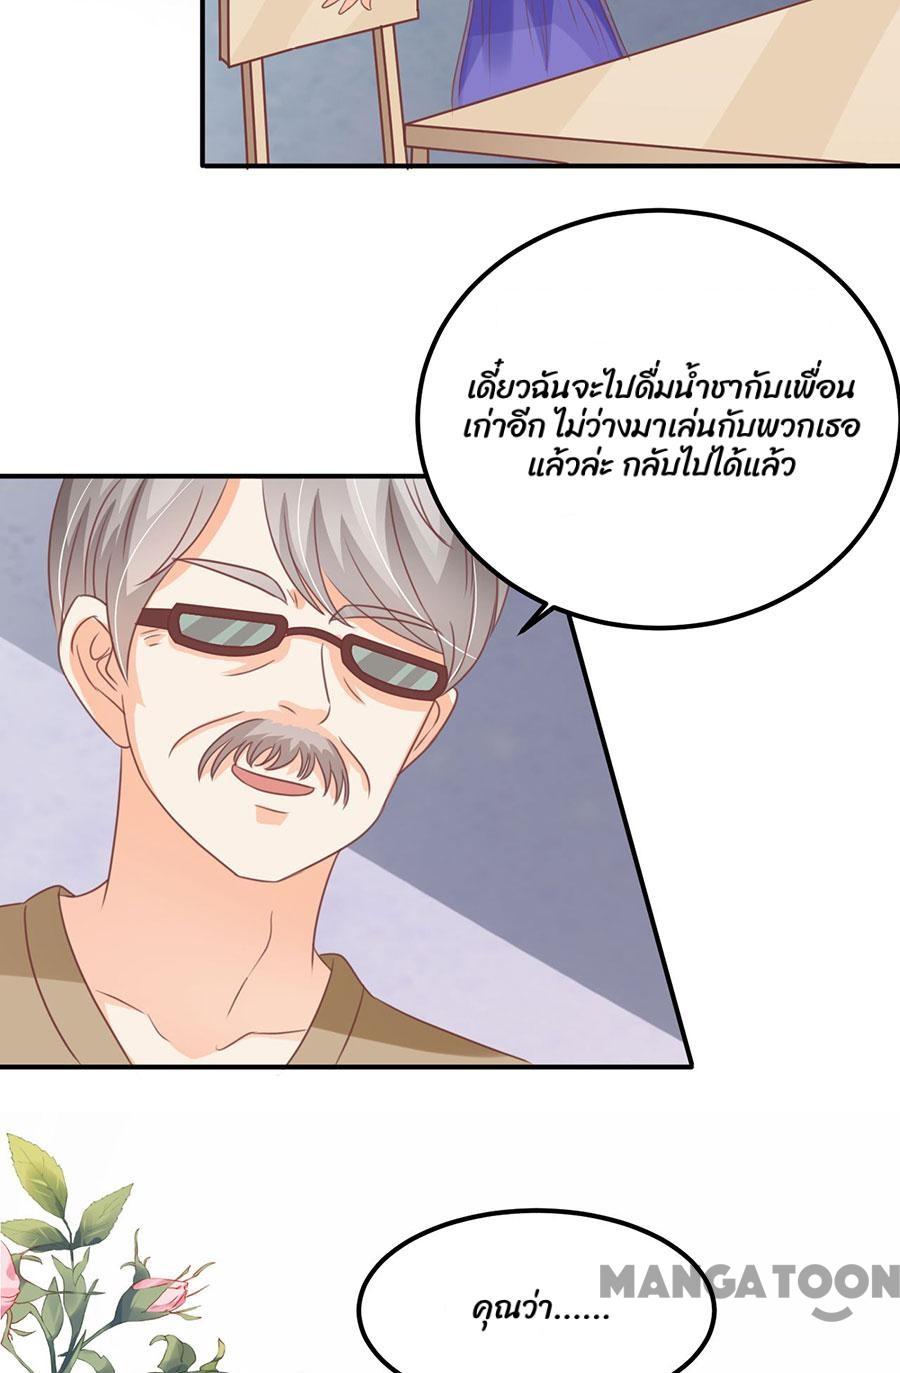 เดี๋ยวฉันจะไปดื่มน้ำชากับเพื่อน
เก่าอีก ไม่ว่างมาเล่นกับพวกเธอ
แล้วล่ะ กลับไปได้แล้ว
MANGATOON
คุณว่า......